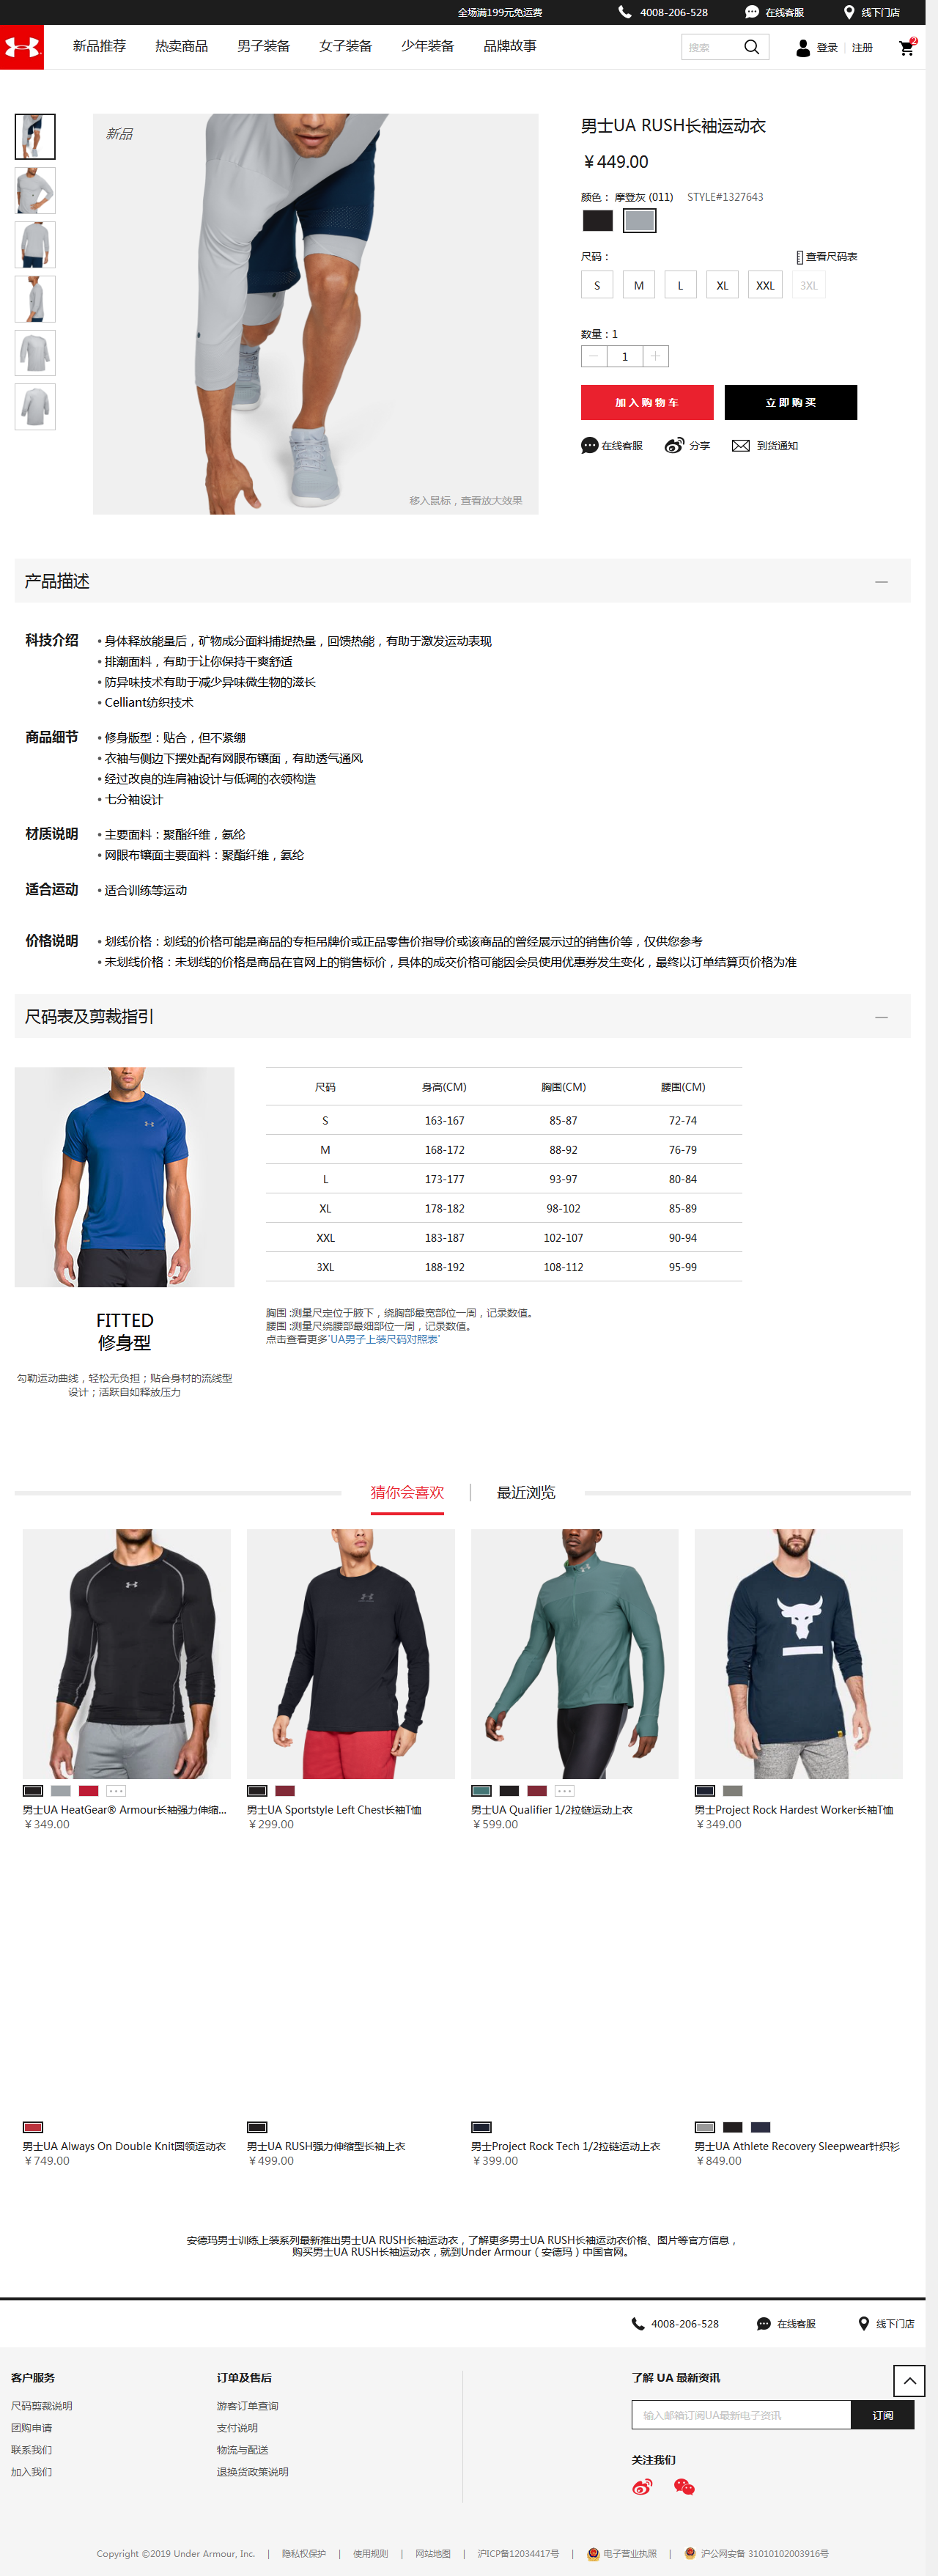 全场满199元免运费 4008-206-528 在线客服 线下门店
新品推荐 热卖商品 男子装备 女子装备 少年装备 品牌故事 搜索 登录 注册 2
新品
移入鼠标，查看放大效果
男士UA RUSH长袖运动衣
￥449.00
颜色： 摩登灰 (011) STYLE#1327643
尺码： 查看尺码表
S M L XL XXL 3XL
数量：1
1
加入购物车 立即购买
在线客服 分享 到货通知
产品描述
科技介绍 • 身体释放能量后，矿物成分面料捕捉热量，回馈热能，有助于激发运动表现
• 排潮面料，有助于让你保持干爽舒适
• 防异味技术有助于减少异味微生物的滋长
• Celliant纺织技术
商品细节 • 修身版型：贴合，但不紧绷
• 衣袖与侧边下摆处配有网眼布镶面，有助透气通风
• 经过改良的连肩袖设计与低调的衣领构造
• 七分袖设计
材质说明 • 主要面料：聚酯纤维，氨纶
• 网眼布镶面主要面料：聚酯纤维，氨纶
适合运动 • 适合训练等运动
价格说明 • 划线价格：划线的价格可能是商品的专柜吊牌价或正品零售价指导价或该商品的曾经展示过的销售价等，仅供您参考
• 未划线价格：未划线的价格是商品在官网上的销售标价，具体的成交价格可能因会员使用优惠券发生变化，最终以订单结算页价格为准
尺码表及剪裁指引
尺码 身高(CM) 胸围(CM) 腰围(CM)
S 163-167 85-87 72-74
M 168-172 88-92 76-79
L 173-177 93-97 80-84
XL 178-182 98-102 85-89
XXL 183-187 102-107 90-94
3XL 188-192 108-112 95-99
FITTED
修身型
勾勒运动曲线，轻松无负担；贴合身材的流线型
设计；活跃自如释放压力
胸围 :测量尺定位于腋下，绕胸部最宽部位一周，记录数值。
腰围 :测量尺绕腰部最细部位一周，记录数值。
点击查看更多'UA男子上装尺码对照表'
猜你会喜欢 最近浏览
男士UA HeatGear® Armour长袖强力伸缩... 男士UA Sportstyle Left Chest长袖T恤 男士UA Qualifier 1/2拉链运动上衣 男士Project Rock Hardest Worker长袖T恤
￥349.00 ￥299.00 ￥599.00 ￥349.00
男士UA Always On Double Knit圆领运动衣 男士UA RUSH强力伸缩型长袖上衣 男士Project Rock Tech 1/2拉链运动上衣 男士UA Athlete Recovery Sleepwear针织衫
￥749.00 ￥499.00 ￥399.00 ￥849.00
安德玛男士训练上装系列最新推出男士UA RUSH长袖运动衣，了解更多男士UA RUSH长袖运动衣价格、图片等官方信息，
购买男士UA RUSH长袖运动衣，就到Under Armour（安德玛）中国官网。
4008-206-528 在线客服 线下门店
客户服务 订单及售后 了解 UA 最新资讯
尺码剪裁说明 游客订单查询
团购申请 支付说明 输入邮箱订阅UA最新电子资讯 订阅
联系我们 物流与配送 关注我们
加入我们 退换货政策说明
Copyright ©2019 Under Armour, Inc. | 隐私权保护 | 使用规则 | 网站地图 | 沪ICP备12034417号 | 电子营业执照 | 沪公网安备 31010102003916号